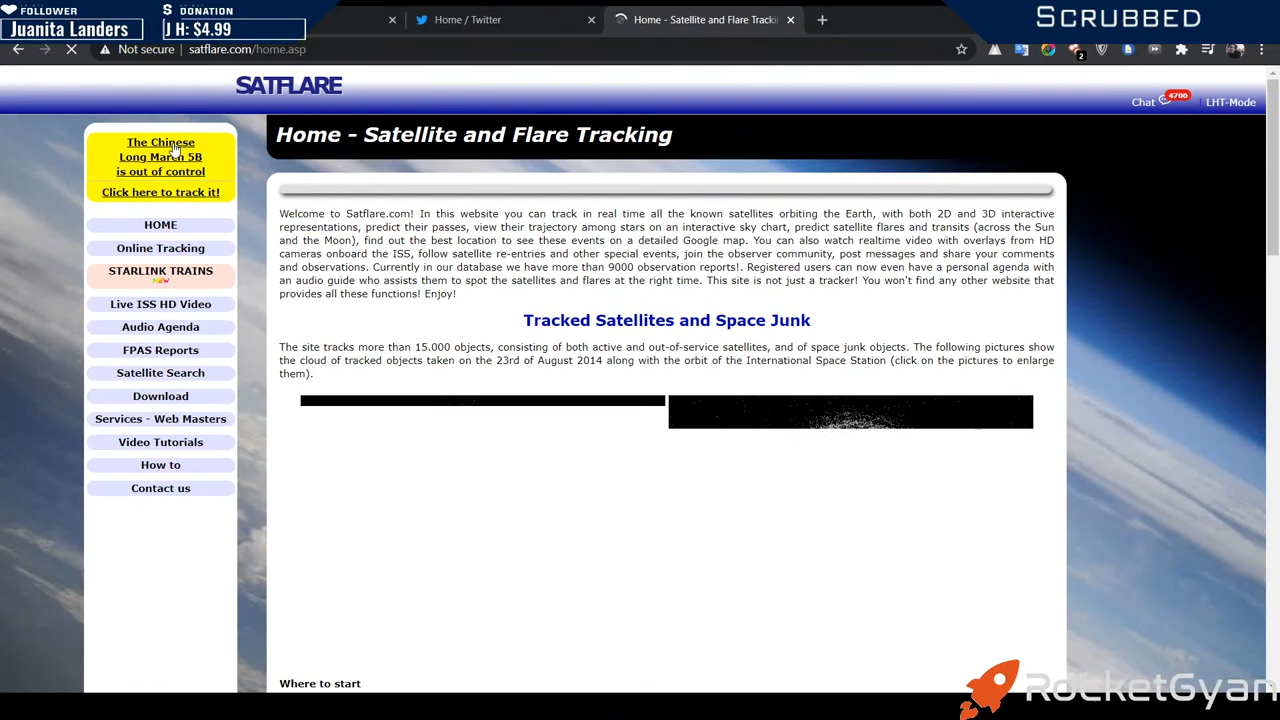 FOLLOWER
Juanita Landers
$ DONATION
J H: $4.99
Home / Twitter
Home - Satellite and Flare Trackin
SCRUBBED
Not secure
satflare.com/home.asp
2
SATFLARE
Chat
4700
LHT-Mode
The Chinese
Long March 5B
is out of control
Click here to track it!
HOME
Online Tracking
STARLINK TRAINS
NEW
Live ISS HD Video
Audio Agenda
FPAS Reports
Satellite Search
Download
Services - Web Masters
Video Tutorials
How to
Contact us
Home - Satellite and Flare Tracking
Welcome to Satflare.com! In this website you can track in real time all the known satellites orbiting the Earth, with both 2D and 3D interactive
representations, predict their passes, view their trajectory among stars on an interactive sky chart, predict satellite flares and transits (across the Sun
and the Moon), find out the best location to see these events on a detailed Google map. You can also watch realtime video with overlays from HD
cameras onboard the ISS, follow satellite re-entries and other special events, join the observer community, post messages and share your comments
and observations. Currently in our database we have more than 9000 observation reports!. Registered users can now even have a personal agenda with
an audio guide who assists them to spot the satellites and flares at the right time. This site is not just a tracker! You won't find any other website that
provides all these functions! Enjoy!
Tracked Satellites and Space Junk
The site tracks more than 15.000 objects, consisting of both active and out-of-service satellites, and of space junk objects. The following pictures show
the cloud of tracked objects taken on the 23rd of August 2014 along with the orbit of the International Space Station (click on the pictures to enlarge
them).
Where to start
ROCKETGYAN